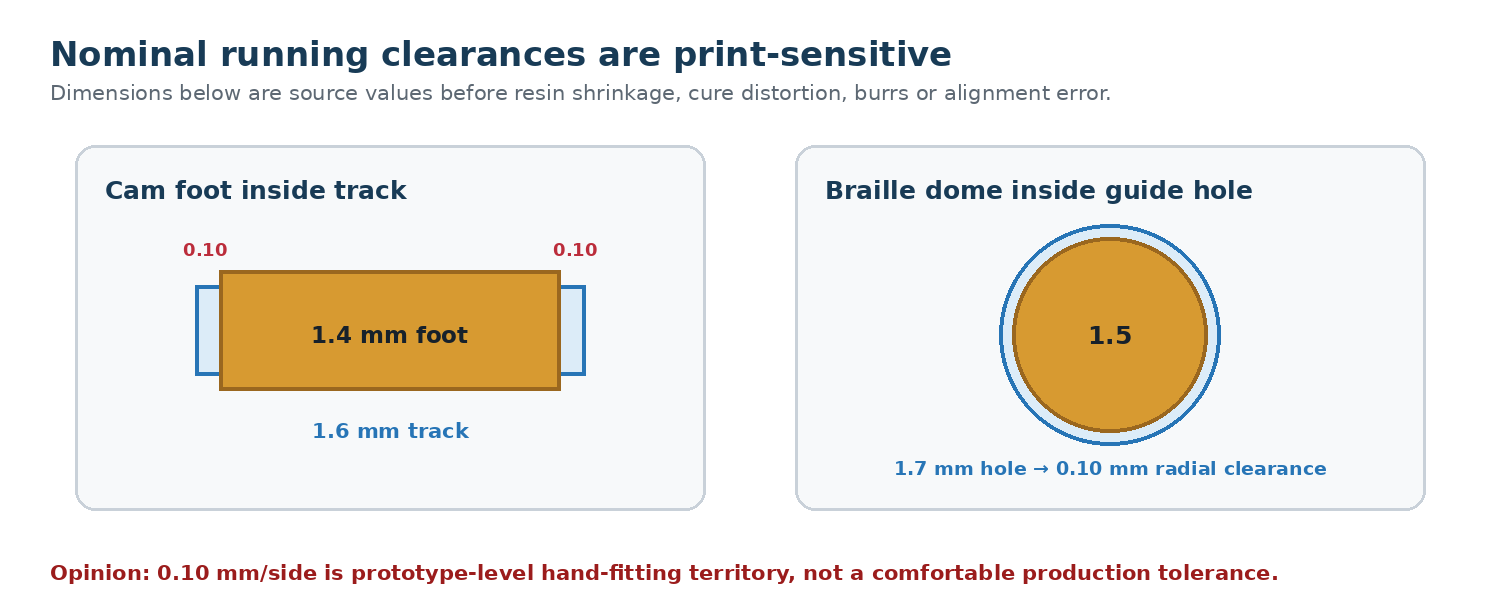 Nominal running clearances are print-sensitive
Dimensions below are source values before resin shrinkage, cure distortion, burrs or alignment error.
Cam foot inside track
0.10
0.10
1.4 mm foot
1.6 mm track
Braille dome inside guide hole
1.5
1.7 mm hole → 0.10 mm radial clearance
Opinion: 0.10 mm/side is prototype-level hand-fitting territory, not a comfortable production tolerance.